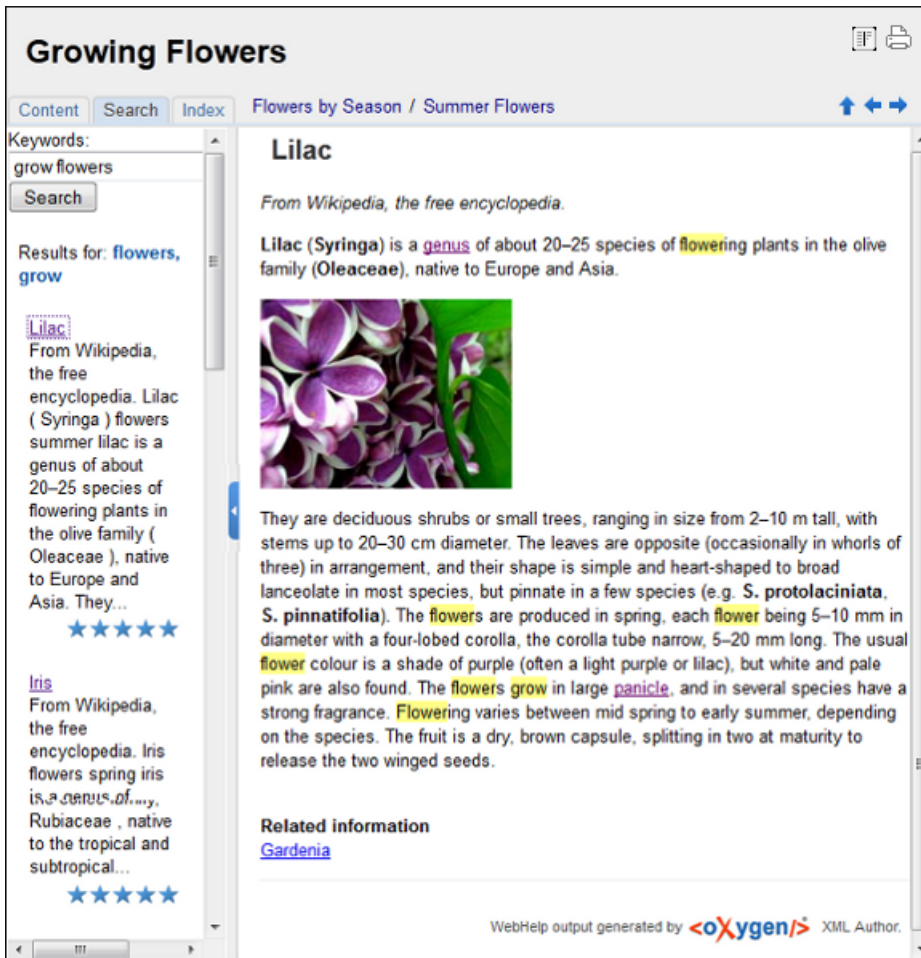 Growing Flowers
Content Search Index
Flowers by Season / Summer Flowers
Keywords:
grow flowers
Search
Results for: flowers,
grow
Lilac
From Wikipedia,
the free
encyclopedia. Lilac
( Syringa ) flowers
summer lilac is a
genus of about
20–25 species of
flowering plants in
the olive family (
Oleaceae ), native
to Europe and
Asia. They...
Iris
From Wikipedia,
the free
encyclopedia. Iris
flowers spring iris
is a genus of
Rubiaceae , native
to the tropical and
subtropical...
Lilac
From Wikipedia, the free encyclopedia.
Lilac (Syringa) is a genus of about 20–25 species of flowering plants in the olive
family (Oleaceae), native to Europe and Asia.
They are deciduous shrubs or small trees, ranging in size from 2–10 m tall, with
stems up to 20–30 cm diameter. The leaves are opposite (occasionally in whorls of
three) in arrangement, and their shape is simple and heart-shaped to broad
lanceolate in most species, but pinnate in a few species (e.g. S. protolaciniata,
S. pinnatifolia). The flowers are produced in spring, each flower being 5–10 mm in
diameter with a four-lobed corolla, the corolla tube narrow, 5–20 mm long. The usual
flower colour is a shade of purple (often a light purple or lilac), but white and pale
pink are also found. The flowers grow in large panicle, and in several species have a
strong fragrance. Flowering varies between mid spring to early summer, depending
on the species. The fruit is a dry, brown capsule, splitting in two at maturity to
release the two winged seeds.
Related information
Gardenia
WebHelp output generated by <oXygen/> XML Author.